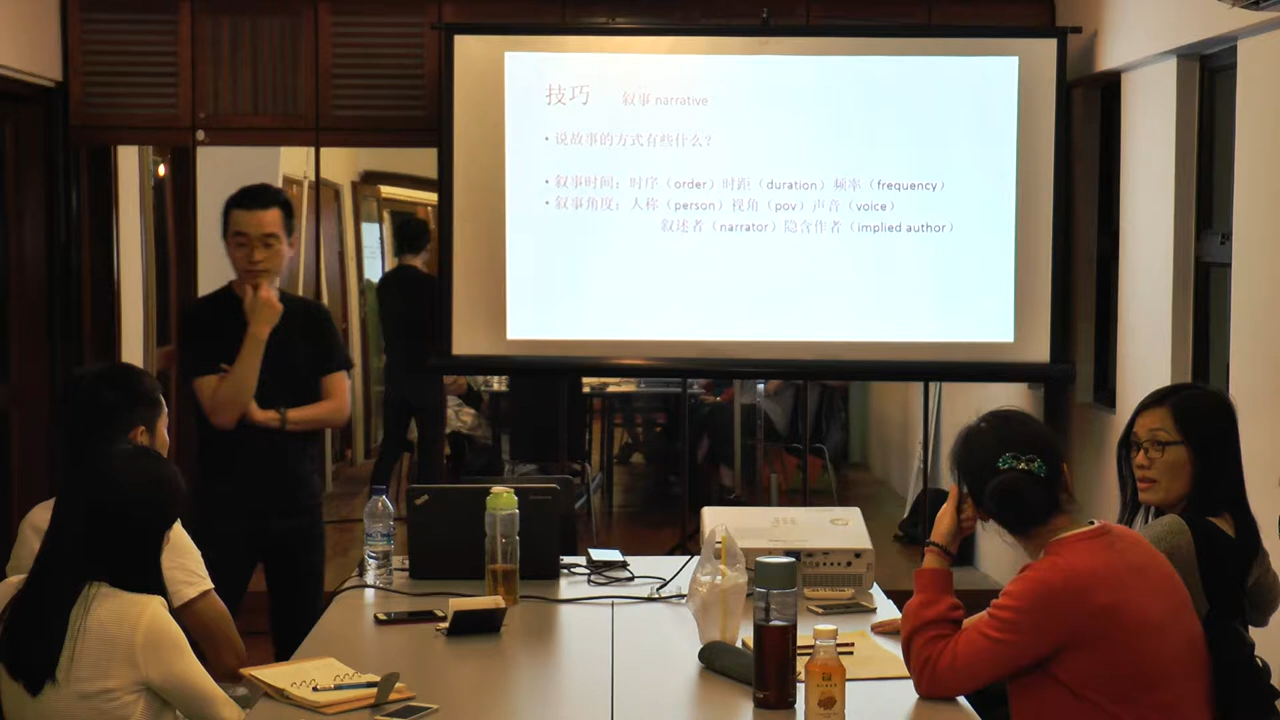 技巧 叙事 narrative
• 说故事的方式有些什么？
• 叙事时间：时序（order）时距（duration）频率（frequency）
• 叙事角度：人称（person）视角（pov）声音（voice）
叙述者（narrator）隐含作者（implied author）